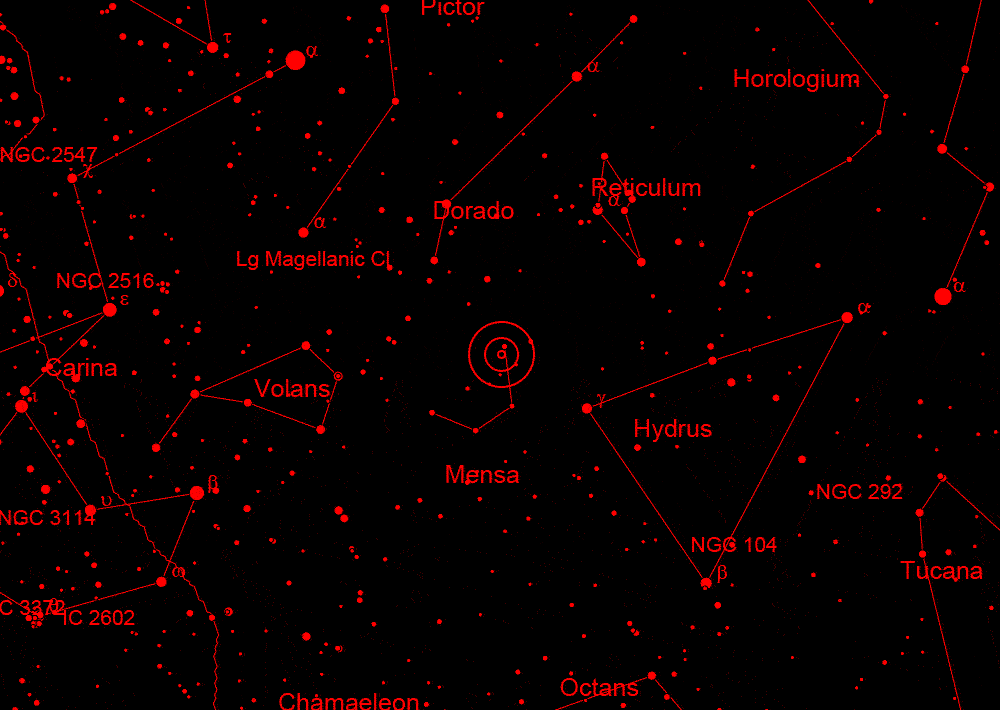 Pictor
τ
α
α
Horologium
NGC 2547
χ
Reticulum
α
Dorado
α
Lg Magellanic Cl
δ
NGC 2516
ε
α
α
Carina
Volans
ι
γ
Hydrus
Mensa
β
NGC 292
υ
NGC 3114
NGC 104
ω
β
Tucana
C 3372
θ
IC 2602
Octans
Chamaeleon